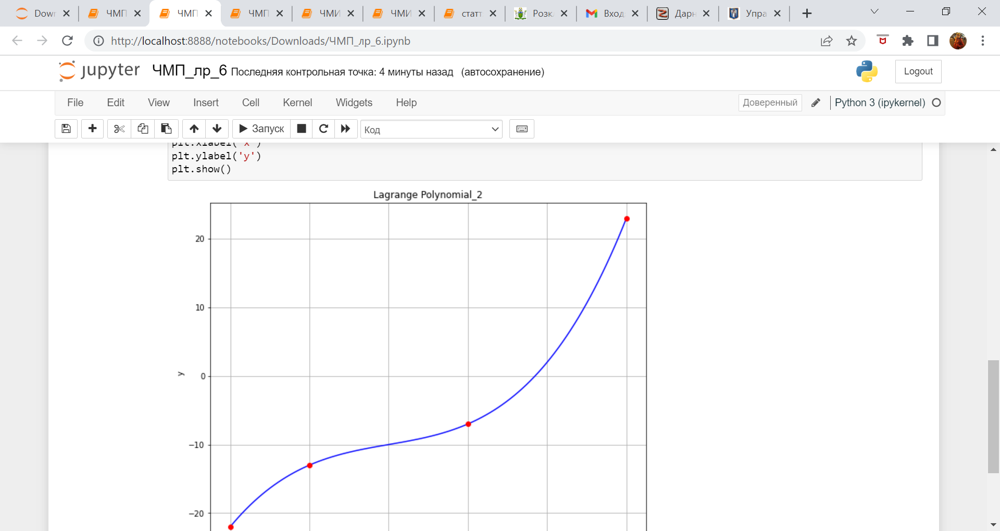 Dowr ЧМП ЧМП ЧМП ЧМИ ЧМИ статт Розк Вход Дарн Упра
http://localhost:8888/notebooks/Downloads/ЧМП_лр_6.ipynb
jupyter ЧМП_лр_6 Последняя контрольная точка: 4 минуты назад (автосохранение) Logout
File Edit View Insert Cell Kernel Widgets Help Доверенный Python 3 (ipykernel)
Запуск Код
plt.xlabel('x')
plt.ylabel('y')
plt.show()
Lagrange Polynomial_2
20
10
y 0
−10
−20